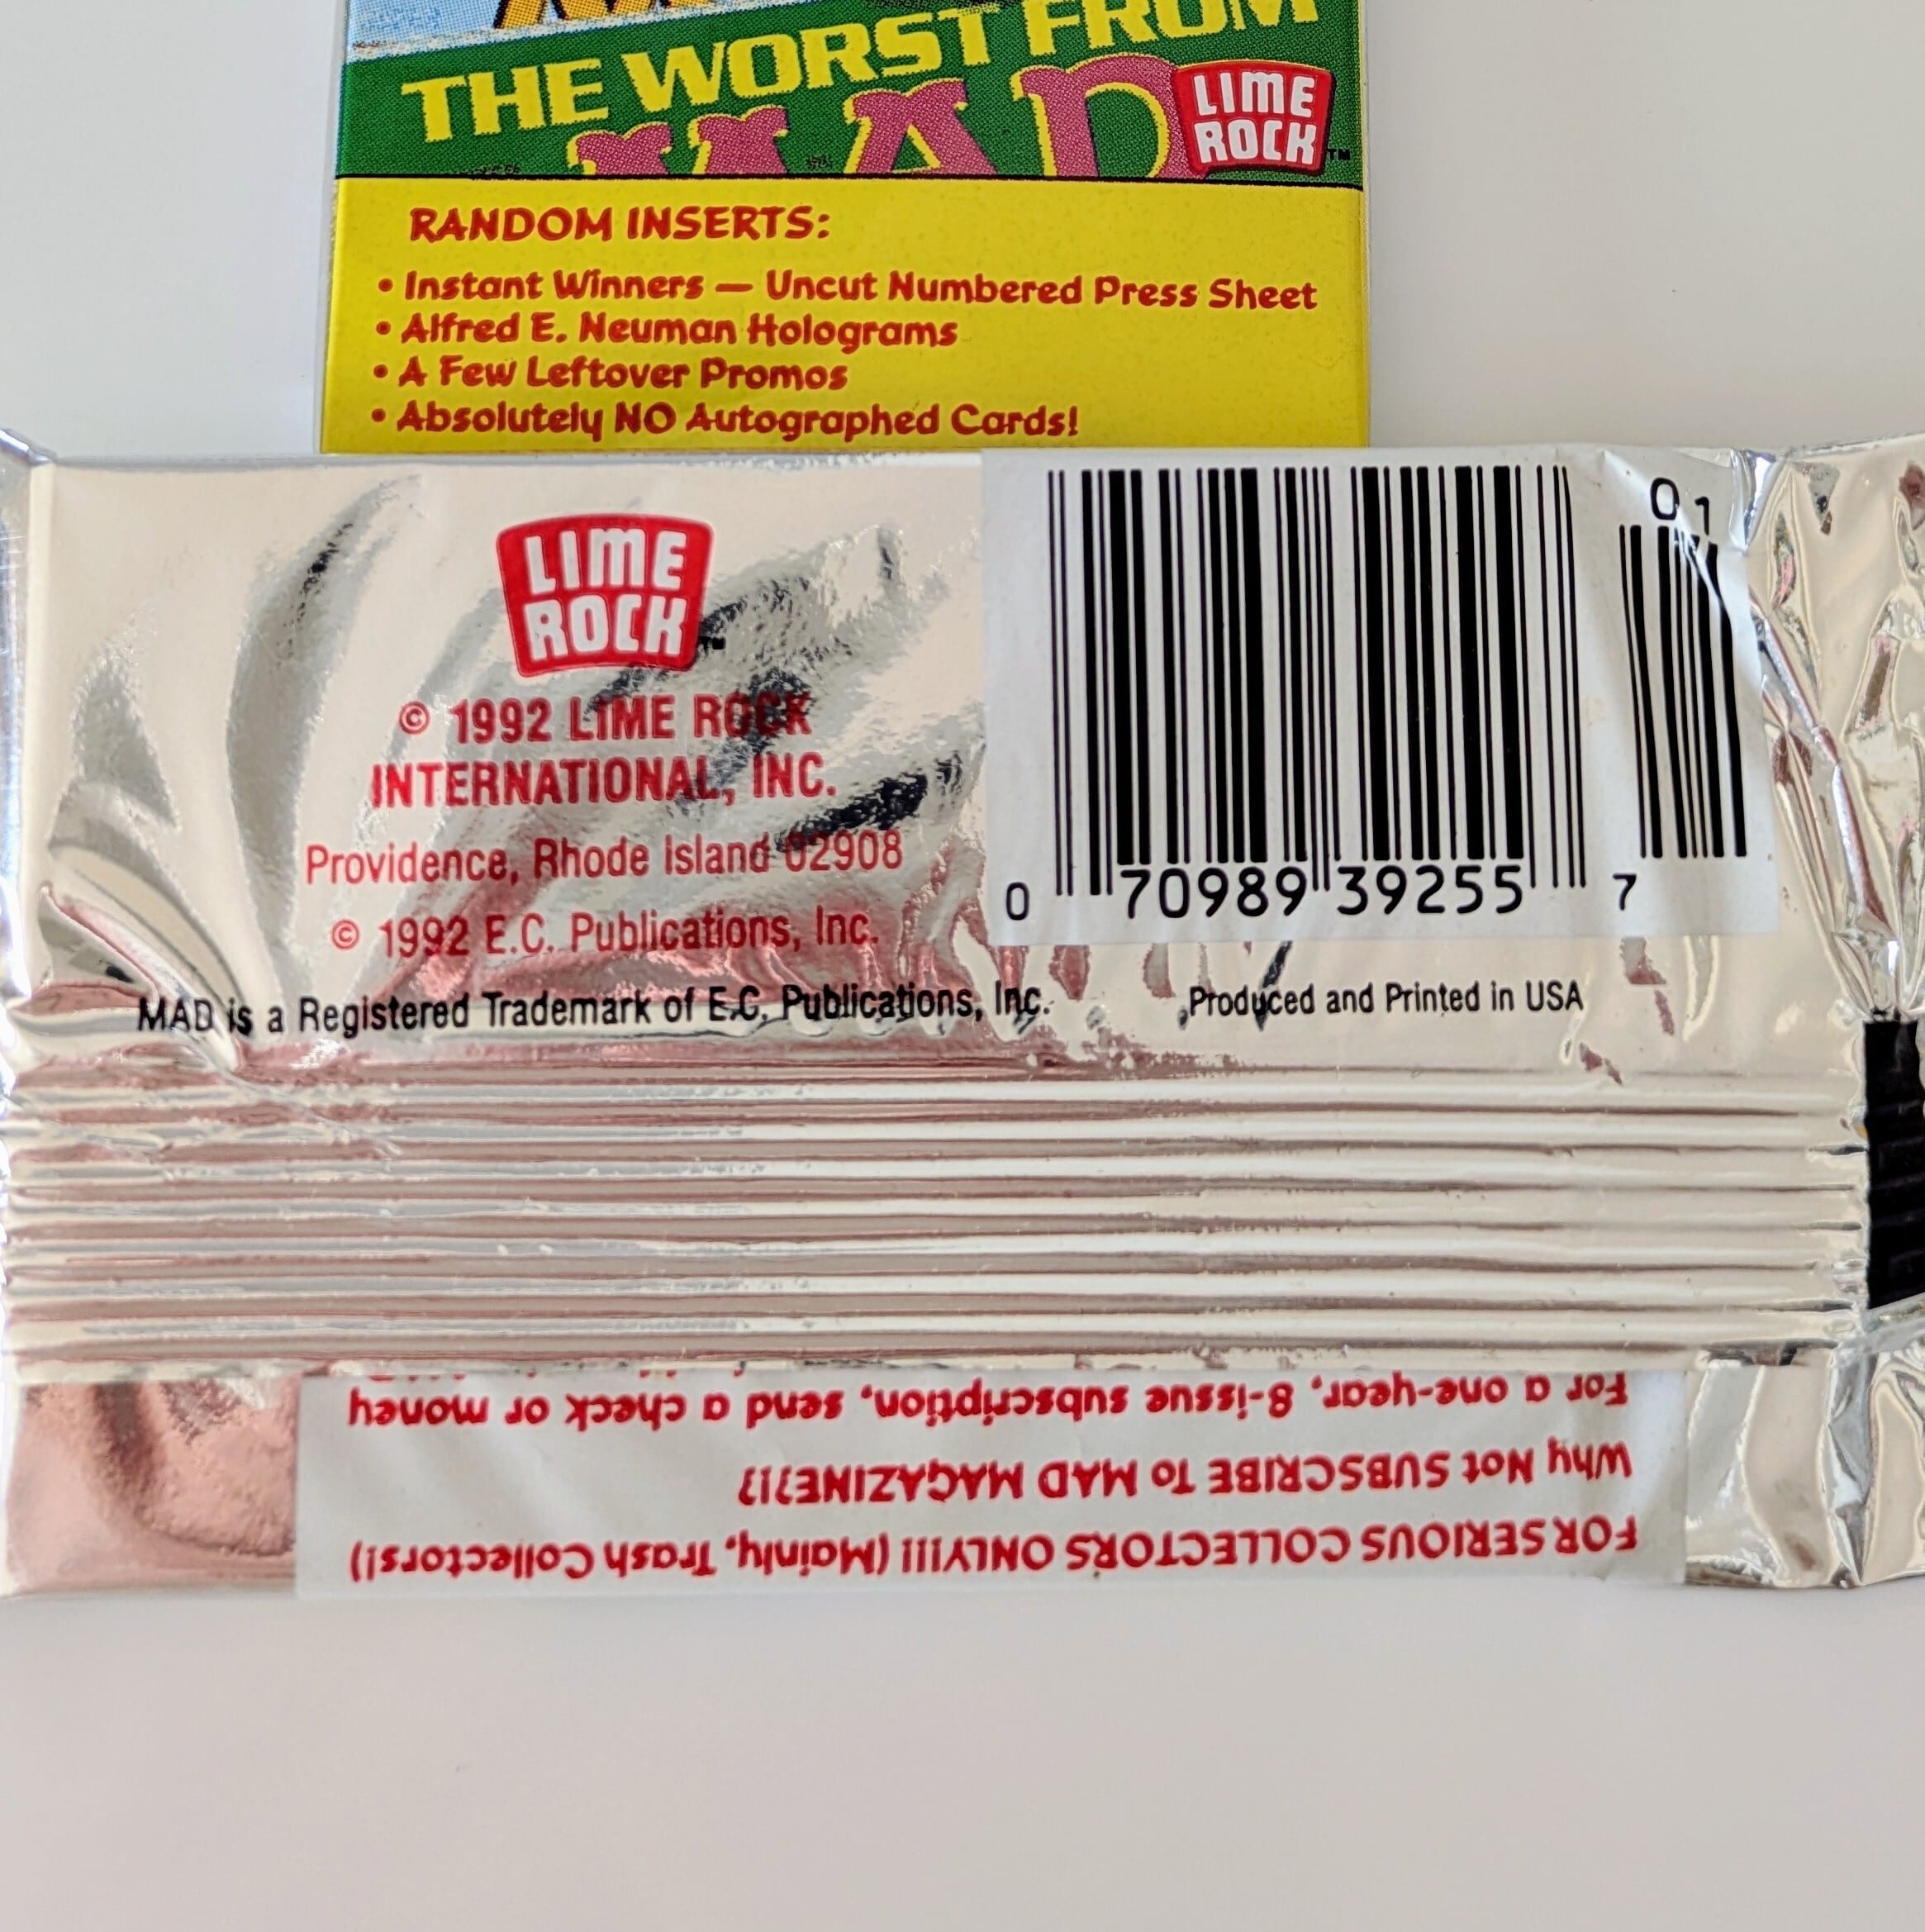 THE WORST FROM
MAD
LIME
ROCK™
RANDOM INSERTS:
• Instant Winners — Uncut Numbered Press Sheet
• Alfred E. Neuman Holograms
• A Few Leftover Promos
• Absolutely NO Autographed Cards!
LIME
ROCK
© 1992 LIME ROCK
INTERNATIONAL, INC.
Providence, Rhode Island 02908
© 1992 E.C. Publications, Inc.
MAD is a Registered Trademark of E.C. Publications, Inc.
01
0 70989 39255 7
Produced and Printed in USA
FOR SERIOUS COLLECTORS ONLY!!! (Mainly, Trash Collectors!)
Why Not SUBSCRIBE To MAD MAGAZINE?!?
For a one-year, 8-issue subscription, send a check or money